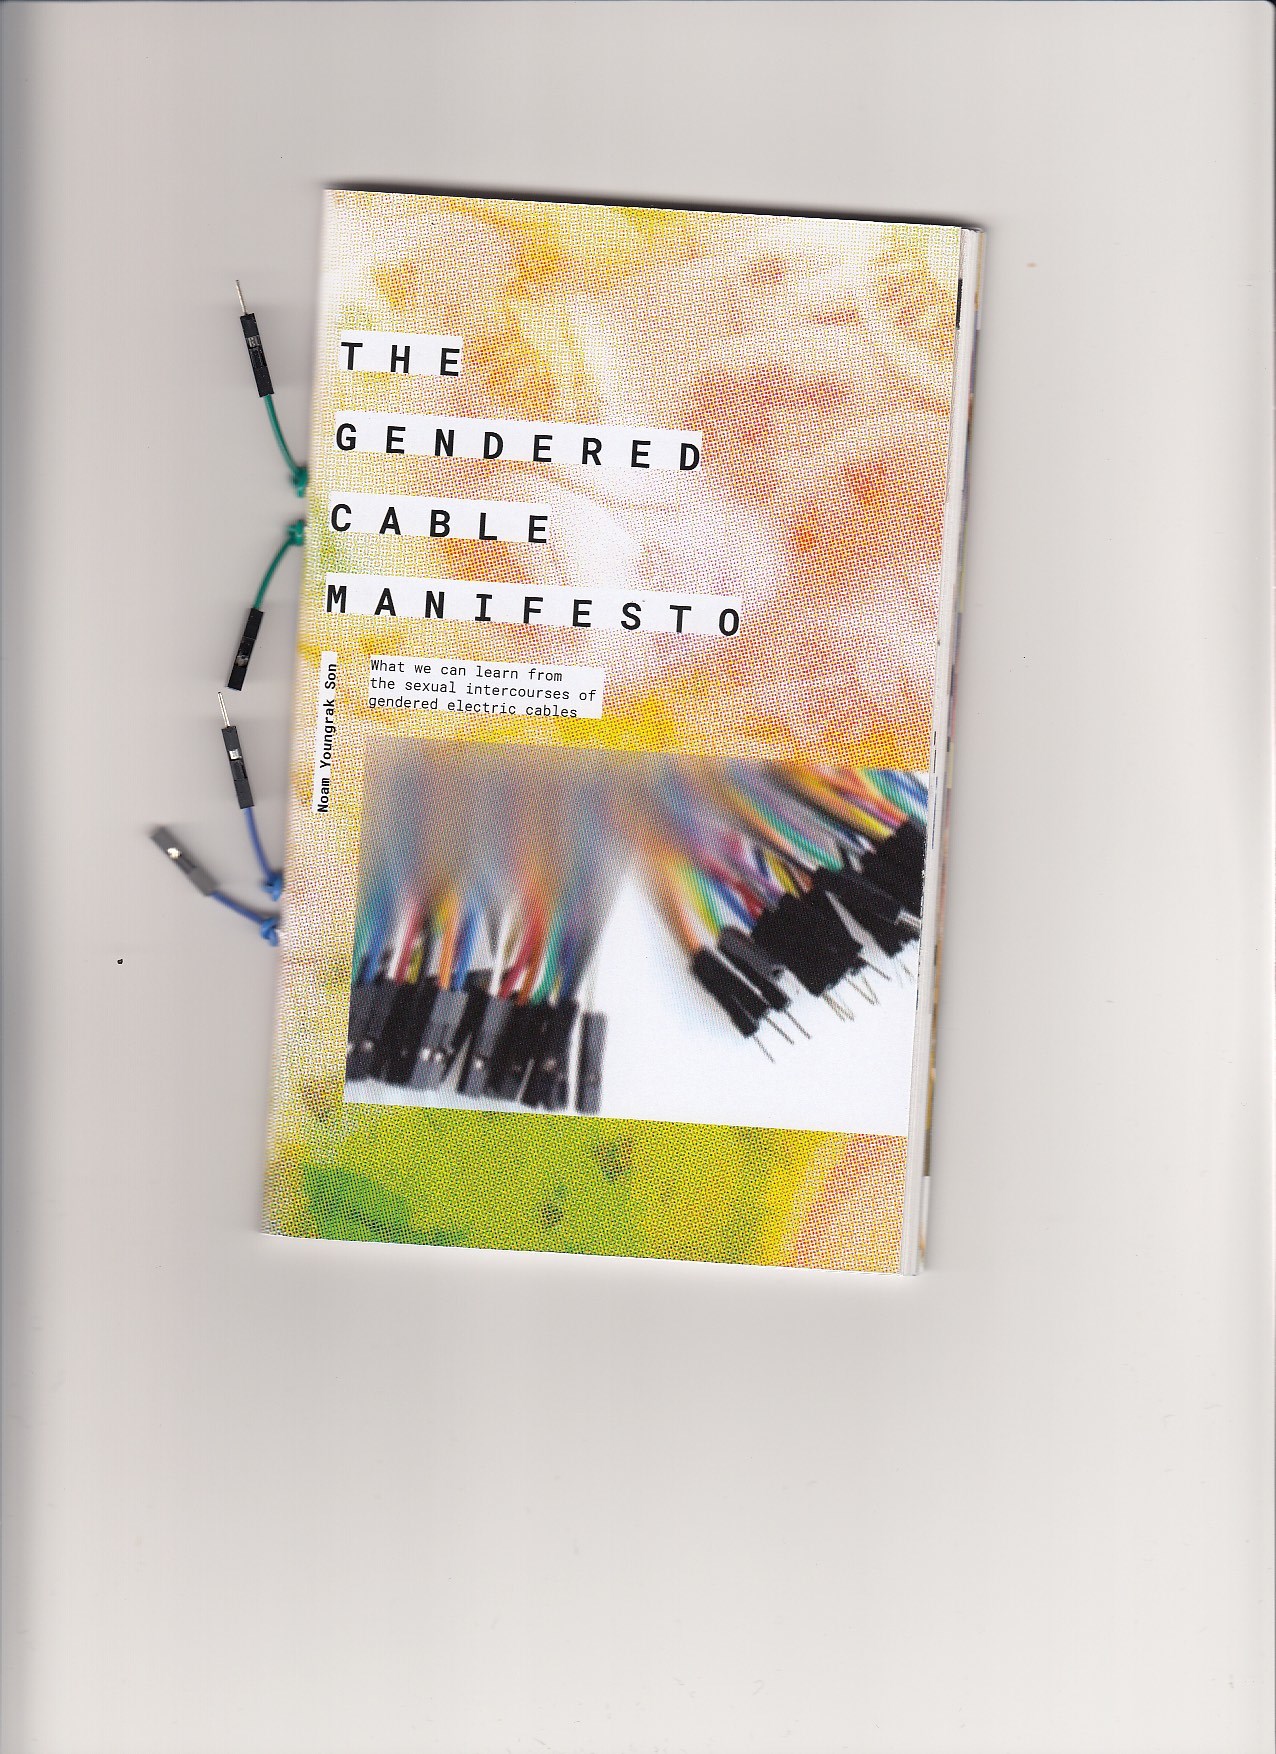 THE
GENDERED
CABLE
MANIFESTO
What we can learn from
the sexual intercourses of
gendered electric cables
Noam Youngrak Son